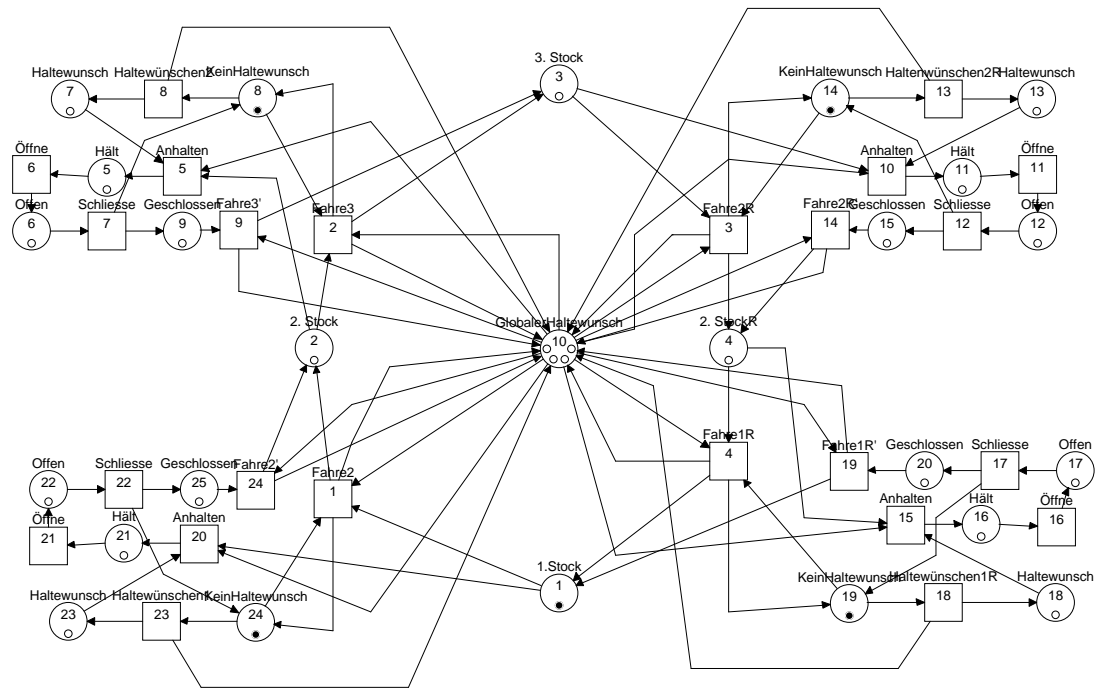 3. Stock
3
Haltewunsch
7
Haltewünschen2
8
KeinHaltewunsch
8
KeinHaltewunsch
14
Haltenwünschen2R
13
Haltewunsch
13
Öffne
6
Hält
5
Anhalten
5
Anhalten
10
Hält
11
Öffne
11
Offen
6
Schliesse
7
Geschlossen
9
Fahre3'
9
Fahre3
2
Fahre2R
3
Fahre2R'
14
Geschlossen
15
Schliesse
12
Offen
12
2. Stock
2
GlobalerHaltewunsch
10
2. StockR
4
Offen
22
Schliesse
22
Geschlossen
25
Fahre2'
24
Fahre2
1
Fahre1R
4
Fahre1R'
19
Geschlossen
20
Schliesse
17
Offen
17
Öffne
21
Hält
21
Anhalten
20
Anhalten
15
Hält
16
Öffne
16
1.Stock
1
Haltewunsch
23
Haltewünschen
23
KeinHaltewunsch
24
KeinHaltewunsch
19
Haltewünschen1R
18
Haltewunsch
18